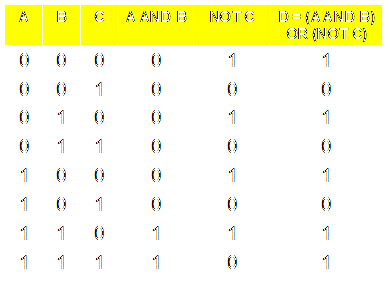 A B C A AND B NOT C D = (A AND B) OR (NOT C)
0 0 0 0 1 1
0 0 1 0 0 0
0 1 0 0 1 1
0 1 1 0 0 0
1 0 0 0 1 1
1 0 1 0 0 0
1 1 0 1 1 1
1 1 1 1 0 1